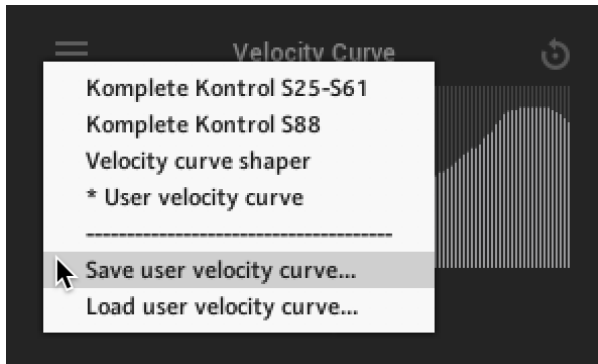 Velocity Curve
Komplete Kontrol S25-S61
Komplete Kontrol S88
Velocity curve shaper
* User velocity curve
-------------------------------------
Save user velocity curve...
Load user velocity curve...